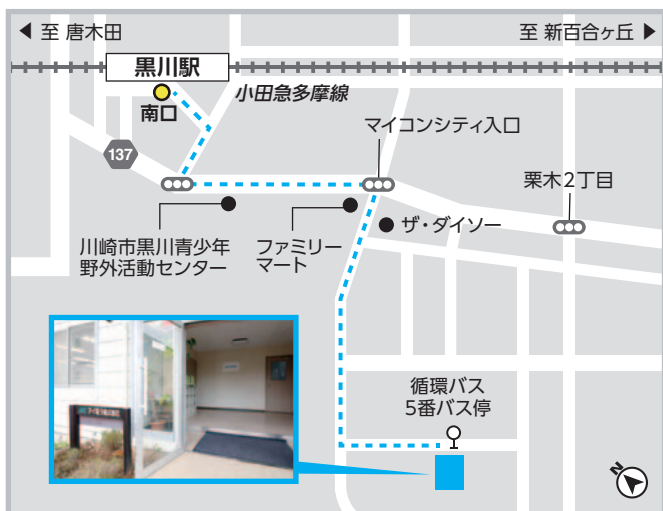 ◀ 至 唐木田
至 新百合ヶ丘 ▶
黒川駅
小田急多摩線
南口
マイコンシティ入口
137
栗木2丁目
ザ・ダイソー
川崎市黒川青少年
野外活動センター
ファミリー
マート
循環バス
5番バス停
N